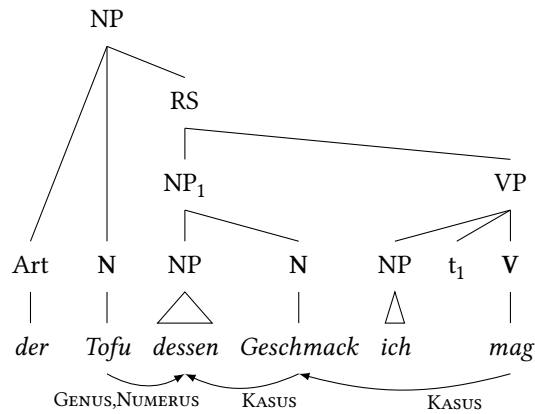 NP
RS
NP₁ VP
Art N NP N NP t₁ V
der Tofu dessen Geschmack ich mag
Genus,Numerus Kasus Kasus